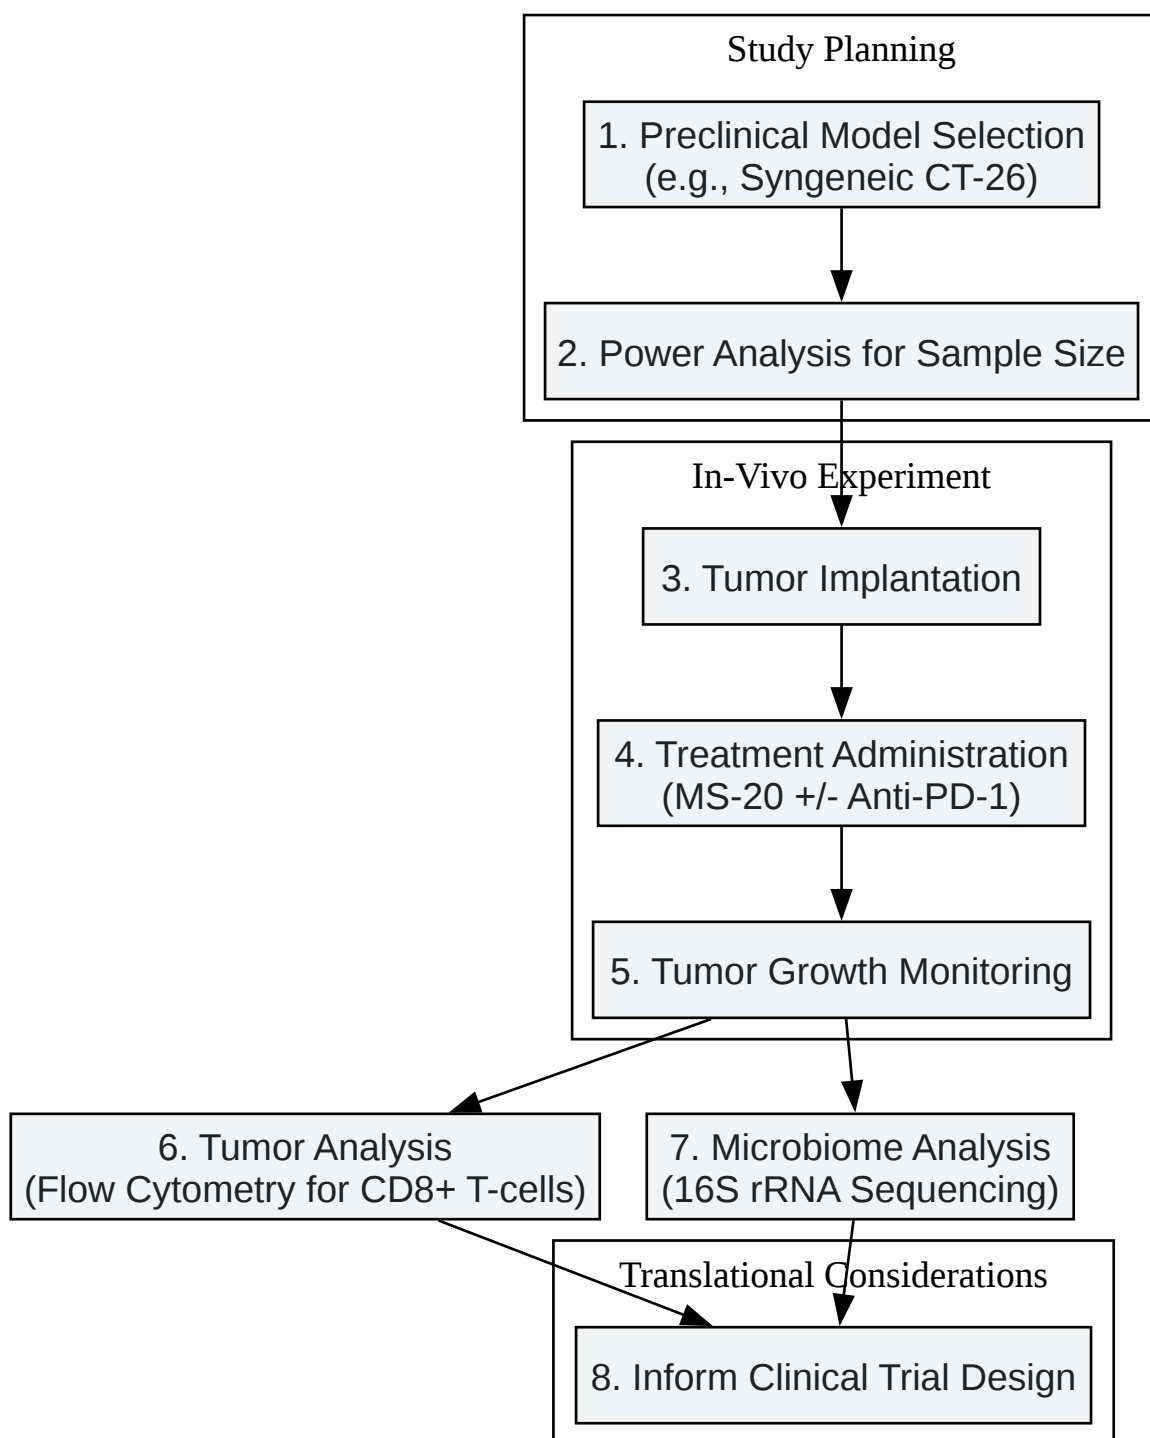 Study Planning
1. Preclinical Model Selection
(e.g., Syngeneic CT-26)
2. Power Analysis for Sample Size
In-Vivo Experiment
3. Tumor Implantation
4. Treatment Administration
(MS-20 +/- Anti-PD-1)
5. Tumor Growth Monitoring
6. Tumor Analysis
(Flow Cytometry for CD8+ T-cells)
7. Microbiome Analysis
(16S rRNA Sequencing)
Translational Considerations
8. Inform Clinical Trial Design